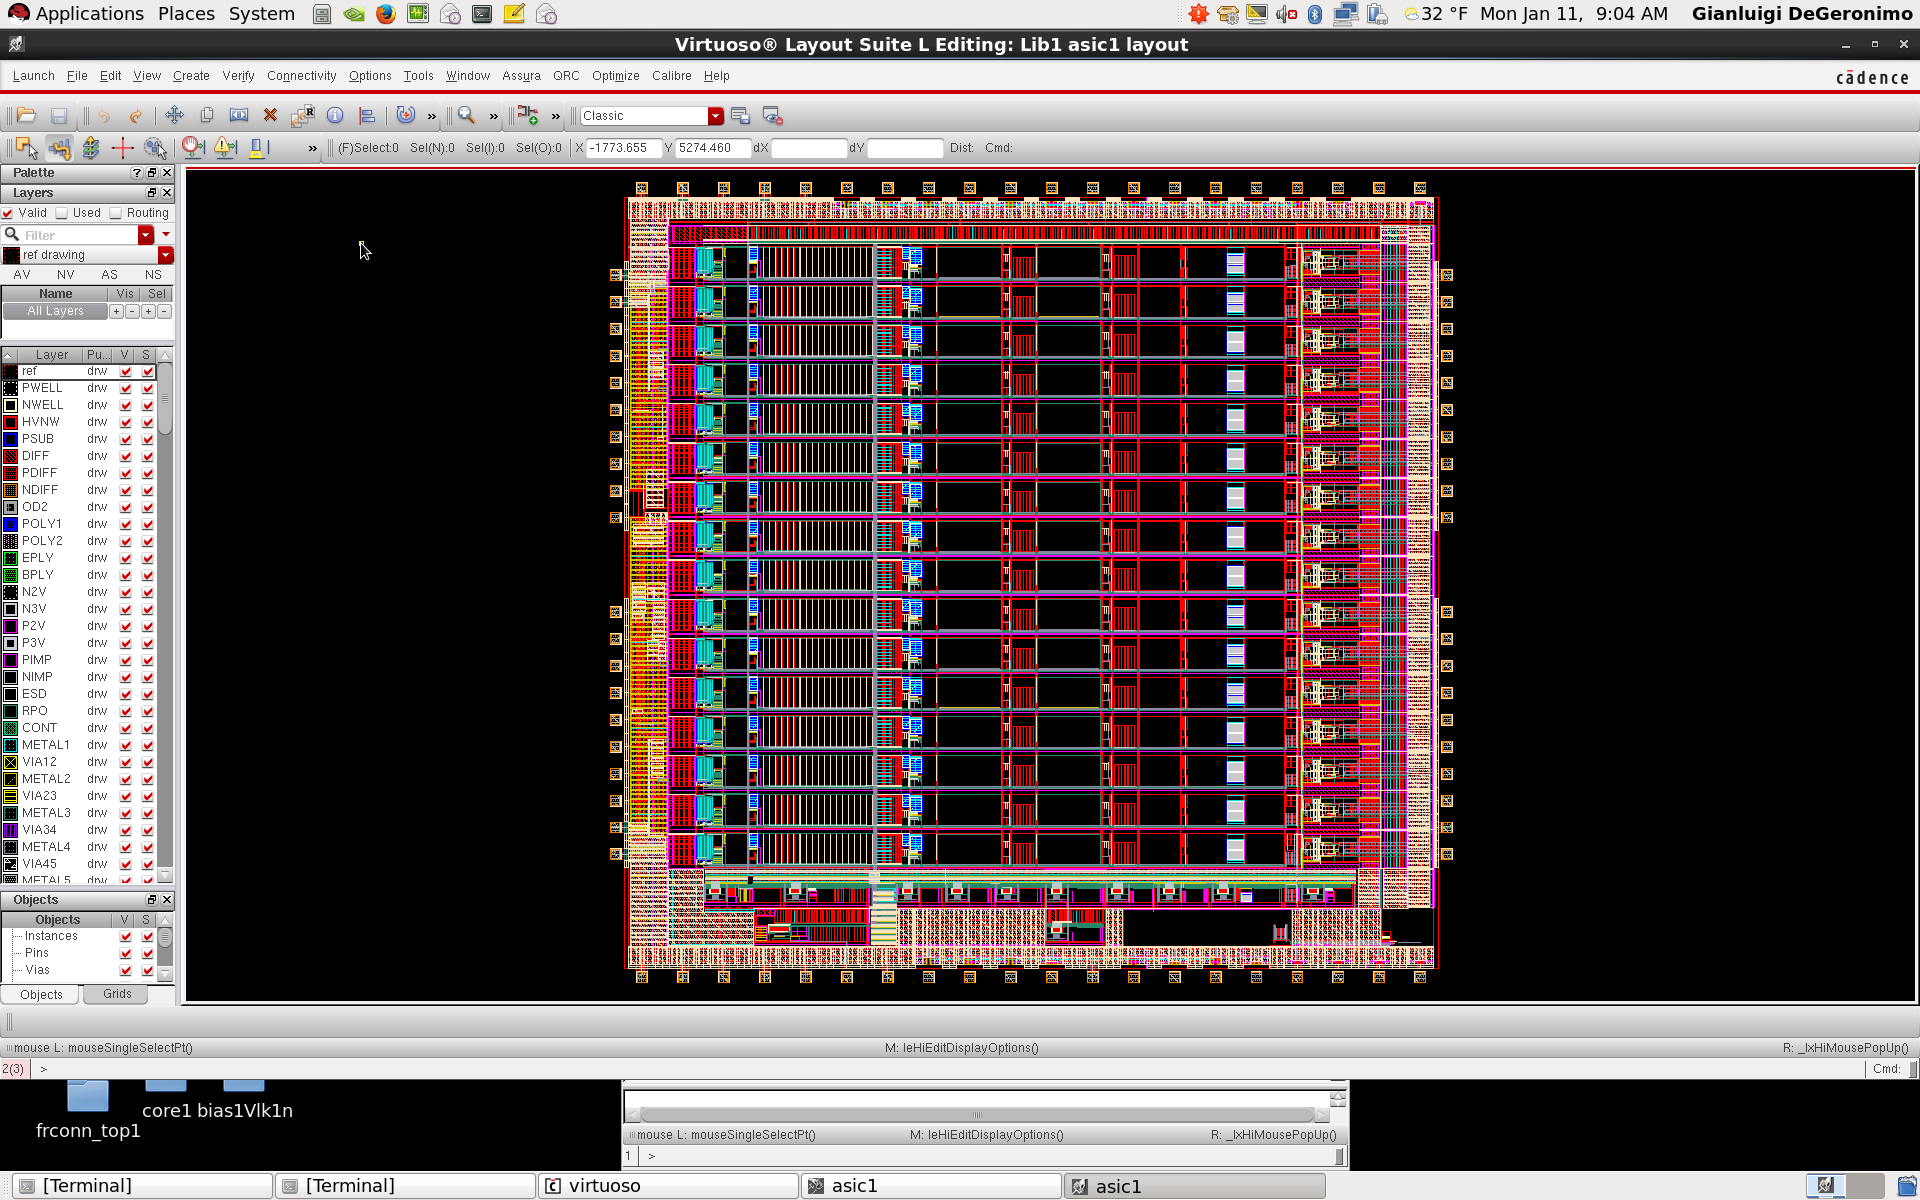 Applications Places System
32 °F Mon Jan 11, 9:04 AM Gianluigi DeGeronimo
Virtuoso® Layout Suite L Editing: Lib1 asic1 layout
Launch File Edit View Create Verify Connectivity Options Tools Window Assura QRC Optimize Calibre Help
cādence
» » » Classic
» (F)Select:0 Sel(N):0 Sel(I):0 Sel(O):0 X -1773.655 Y 5274.460 dX dY Dist: Cmd:
Palette
Layers
Valid Used Routing
Filter
ref drawing
AV NV AS NS
Name Vis Sel
All Layers + - + -
Layer Pu... V S
ref drw
PWELL drw
NWELL drw
HVNW drw
PSUB drw
DIFF drw
PDIFF drw
NDIFF drw
OD2 drw
POLY1 drw
POLY2 drw
EPLY drw
BPLY drw
N2V drw
N3V drw
P2V drw
P3V drw
PIMP drw
NIMP drw
ESD drw
RPO drw
CONT drw
METAL1 drw
VIA12 drw
METAL2 drw
VIA23 drw
METAL3 drw
VIA34 drw
METAL4 drw
VIA45 drw
METAL5 drw
Objects
Objects V S
Instances
Pins
Vias
Objects Grids
mouse L: mouseSingleSelectPt() M: leHiEditDisplayOptions() R: _lxHiMousePopUp()
2(3) > Cmd:
core1 bias1Vlk1n
frconn_top1
mouse L: mouseSingleSelectPt() M: leHiEditDisplayOptions() R: _lxHiMousePopUp()
1 >
[Terminal] [Terminal] virtuoso asic1 asic1